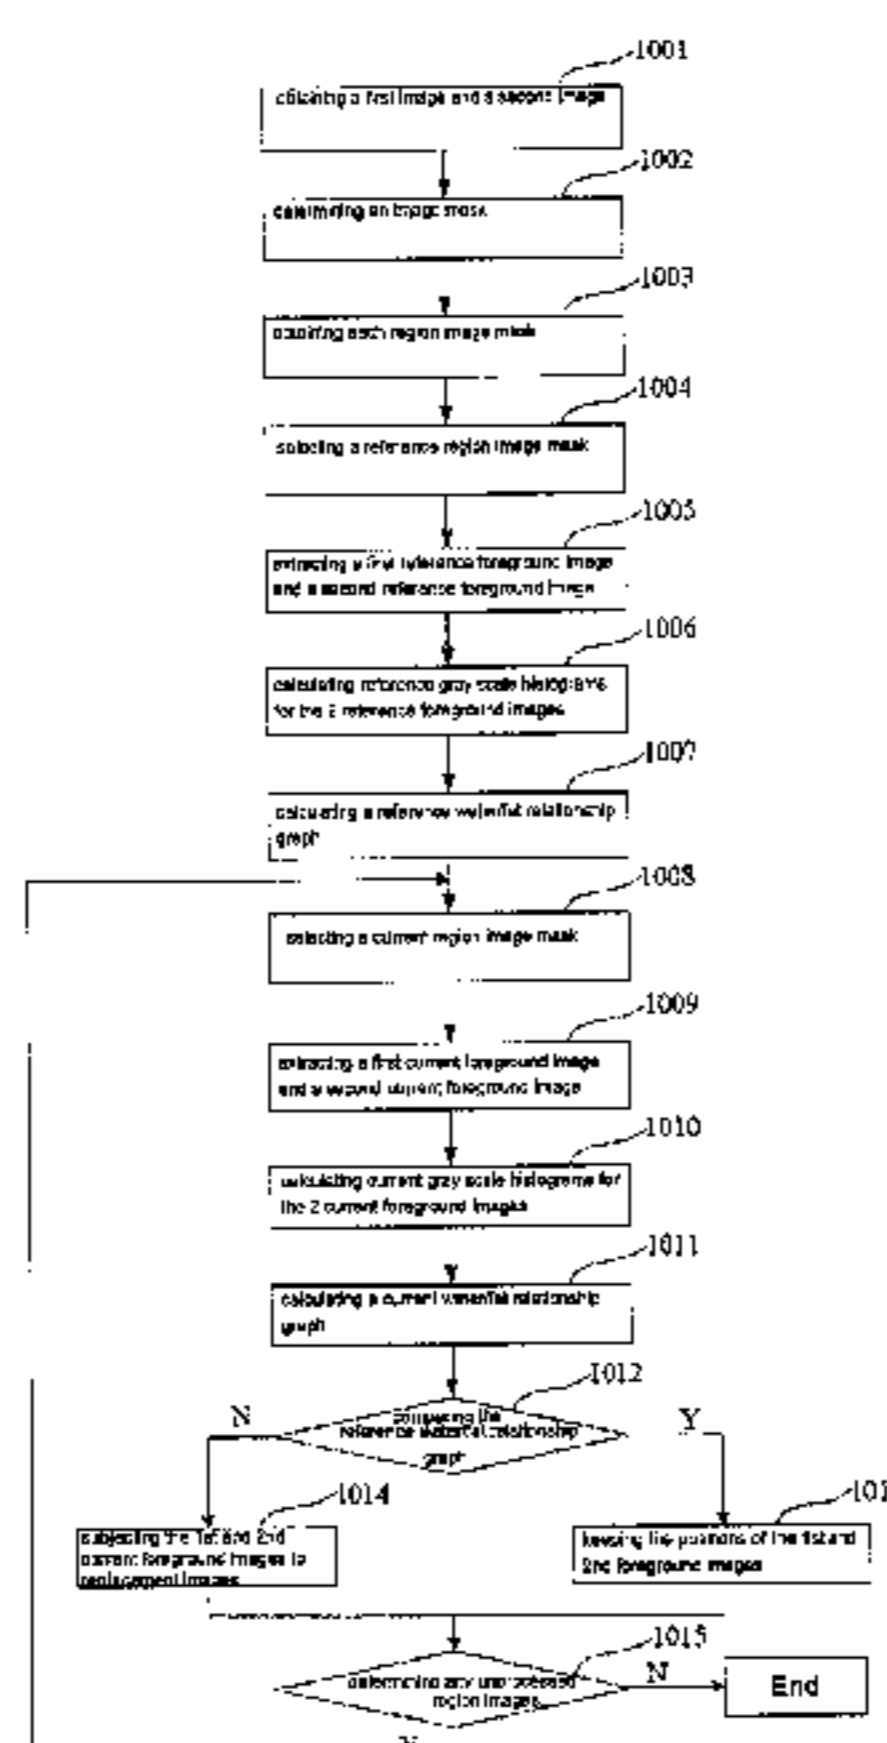 1001
obtaining a first image and a second image
1002
determining an image mask
1003
obtaining each region image mask
1004
selecting a reference region image mask
1005
extracting a first reference foreground image
and a second reference foreground image
1006
calculating reference gray scale histograms
for the 2 reference foreground images
1007
calculating a reference waterfall relationship
graph
1008
selecting a current region image mask
1009
extracting a first current foreground image
and a second current foreground image
1010
calculating current gray scale histograms for
the 2 current foreground images
1011
calculating a current waterfall relationship
graph
1012
comparing the
reference waterfall relationship
graph
N
Y
1014
101
subjecting the 1st and 2nd
current foreground images to
replacement images
keeping the positions of the 1st and
2nd foreground images
1015
determining any unprocessed
region images
N
End